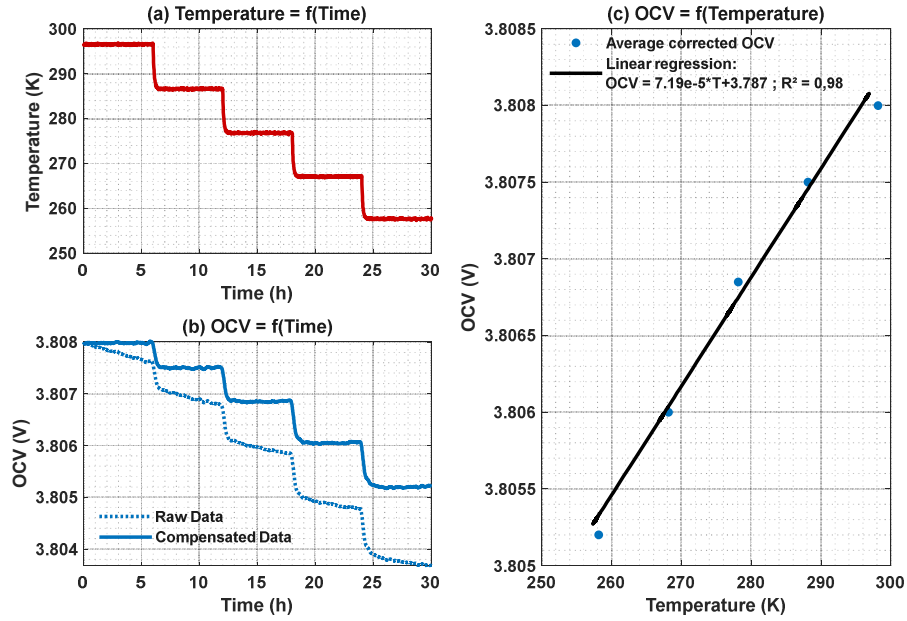 (a) Temperature = f(Time)
300
290
280
270
260
250
Temperature (K)
0 5 10 15 20 25 30
Time (h)
(b) OCV = f(Time)
3.808
3.807
3.806
3.805
3.804
OCV (V)
Raw Data
Compensated Data
0 5 10 15 20 25 30
Time (h)
(c) OCV = f(Temperature)
3.8085
3.808
3.8075
3.807
3.8065
3.806
3.8055
3.805
OCV (V)
Average corrected OCV
Linear regression:
OCV = 7.19e-5*T+3.787 ; R² = 0,98
250 260 270 280 290 300
Temperature (K)